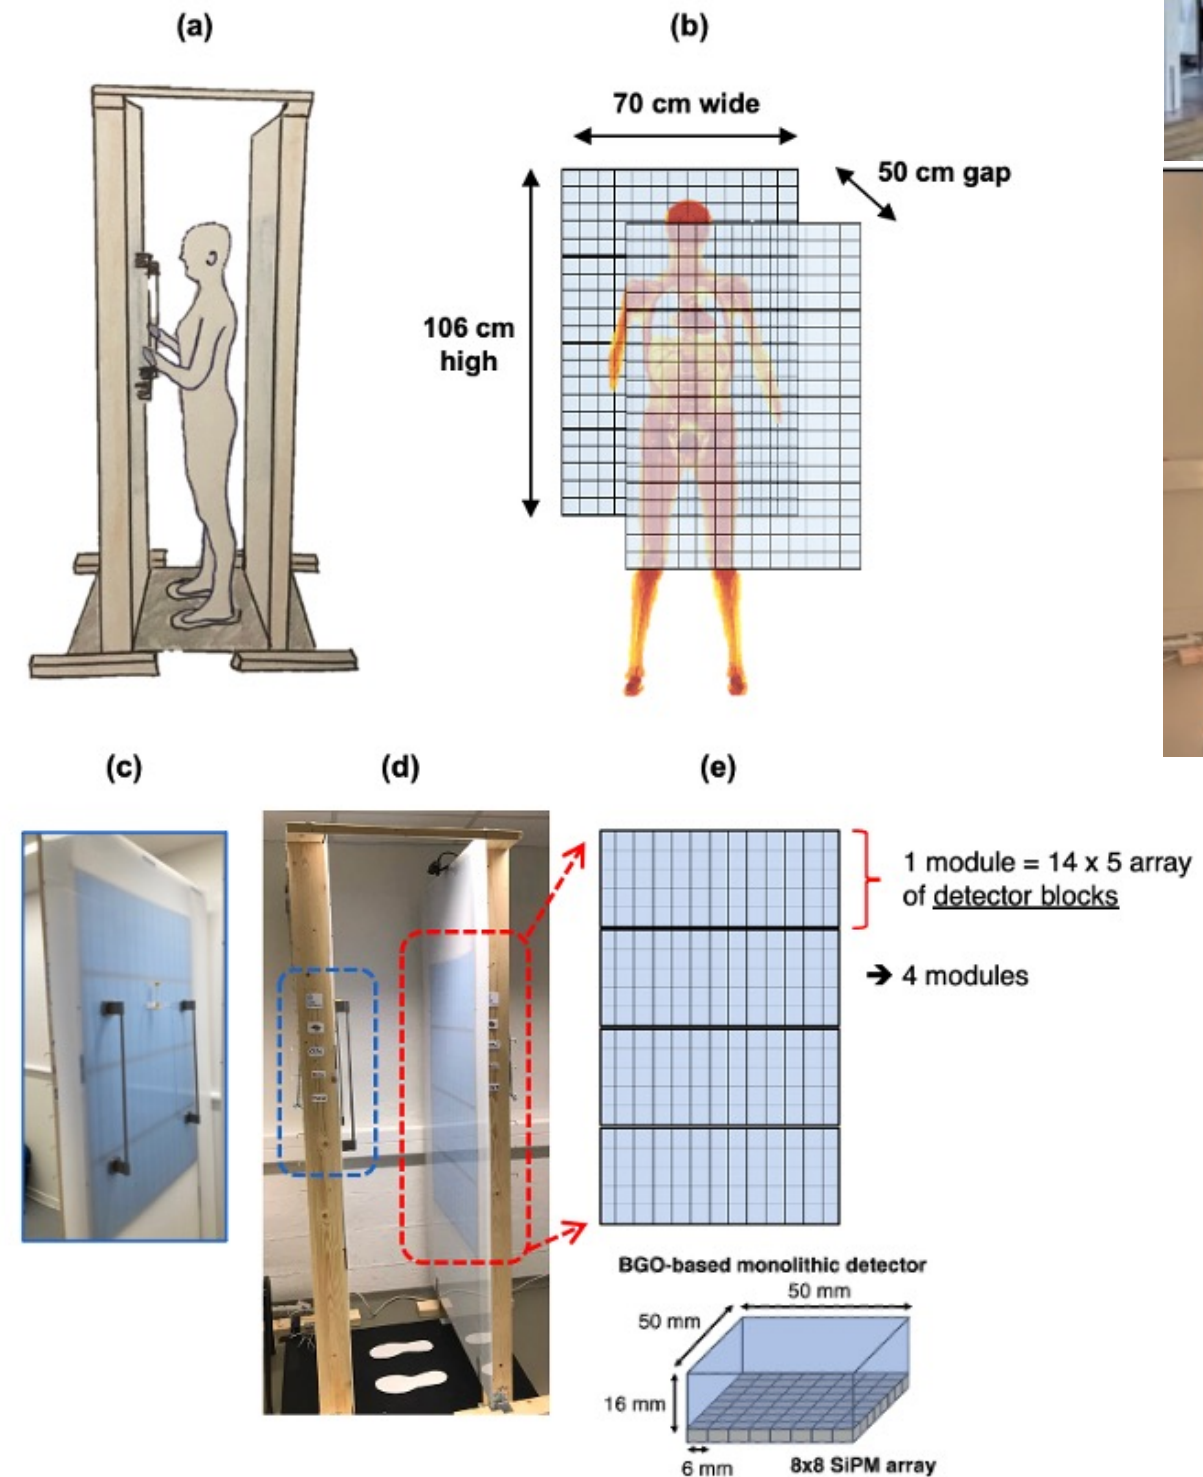 (a)
(b)
70 cm wide
50 cm gap
106 cm
high
(c)
(d)
(e)
1 module = 14 x 5 array
of detector blocks
➔ 4 modules
BGO-based monolithic detector
50 mm
50 mm
16 mm
6 mm
8x8 SiPM array